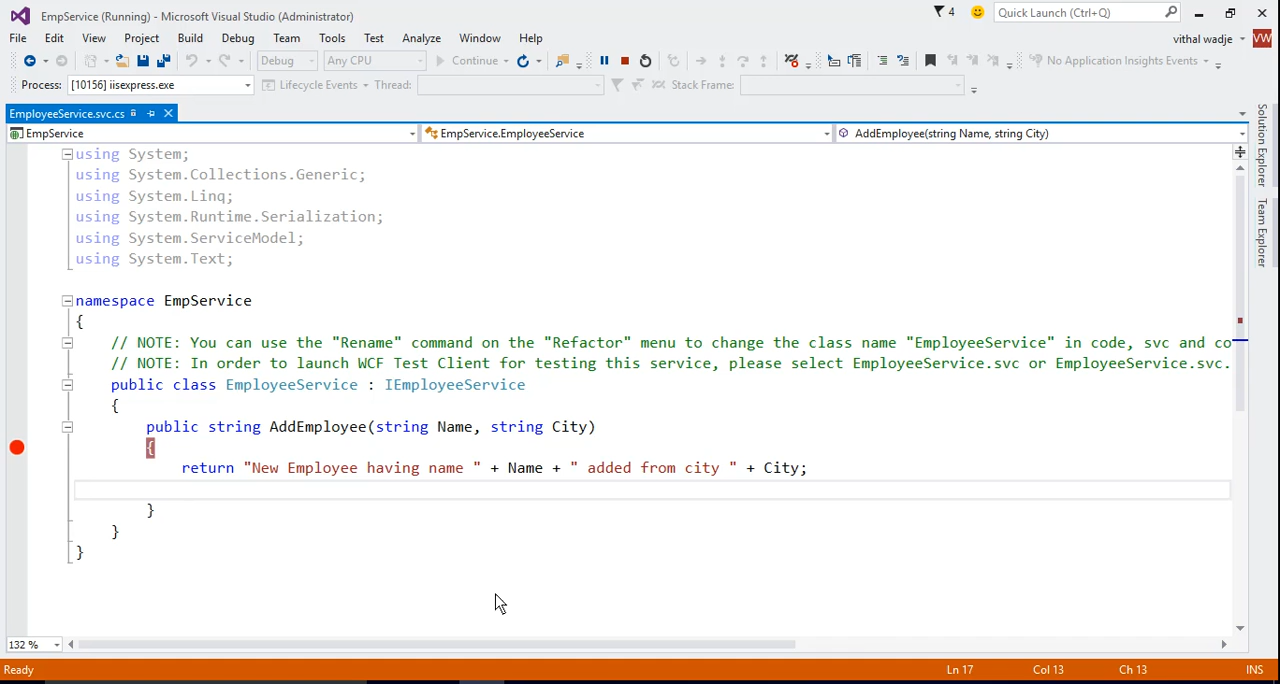 EmpService (Running) - Microsoft Visual Studio (Administrator)
4
Quick Launch (Ctrl+Q)
File Edit View Project Build Debug Team Tools Test Analyze Window Help
vithal wadje
VW
Debug
Any CPU
Continue
No Application Insights Events
Process: [10156] iisexpress.exe
Lifecycle Events
Thread:
Stack Frame:
EmployeeService.svc.cs
EmpService
EmpService.EmployeeService
AddEmployee(string Name, string City)
Solution Explorer
Team Explorer
using System;
using System.Collections.Generic;
using System.Linq;
using System.Runtime.Serialization;
using System.ServiceModel;
using System.Text;
namespace EmpService
{
// NOTE: You can use the "Rename" command on the "Refactor" menu to change the class name "EmployeeService" in code, svc and co
// NOTE: In order to launch WCF Test Client for testing this service, please select EmployeeService.svc or EmployeeService.svc.
public class EmployeeService : IEmployeeService
{
public string AddEmployee(string Name, string City)
{
return "New Employee having name " + Name + " added from city " + City;
}
}
}
132 %
Ready
Ln 17
Col 13
Ch 13
INS